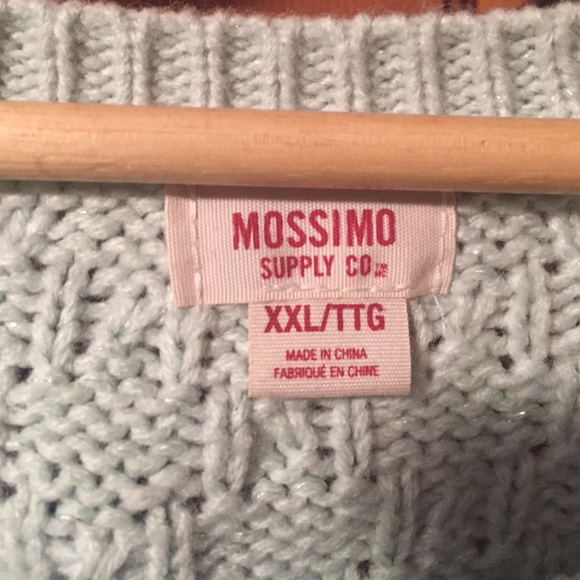 MOSSIMO
SUPPLY CO.
XXL/TTG
MADE IN CHINA
FABRIQUÉ EN CHINE